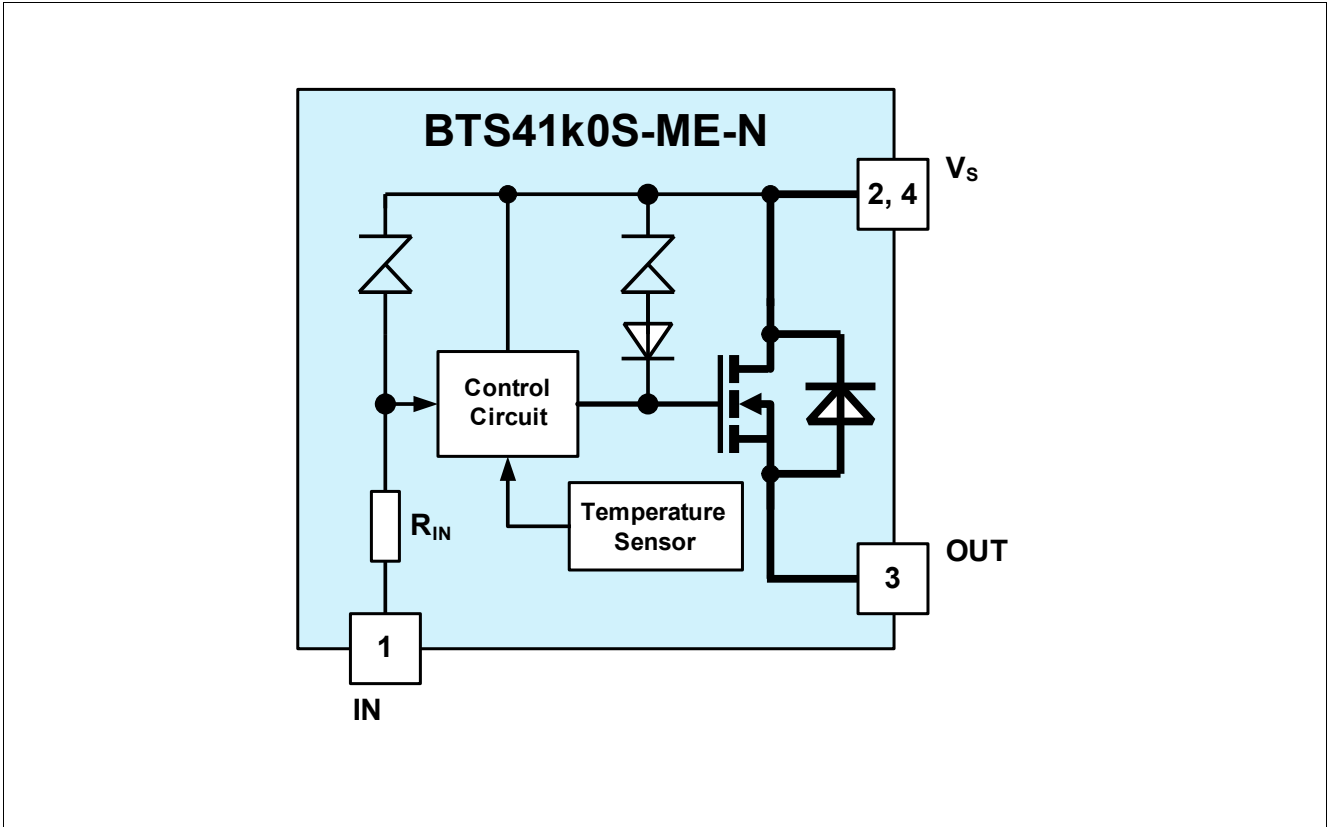 BTS41k0S-ME-N
2, 4
VS
Control
Circuit
RIN
Temperature
Sensor
3
OUT
1
IN